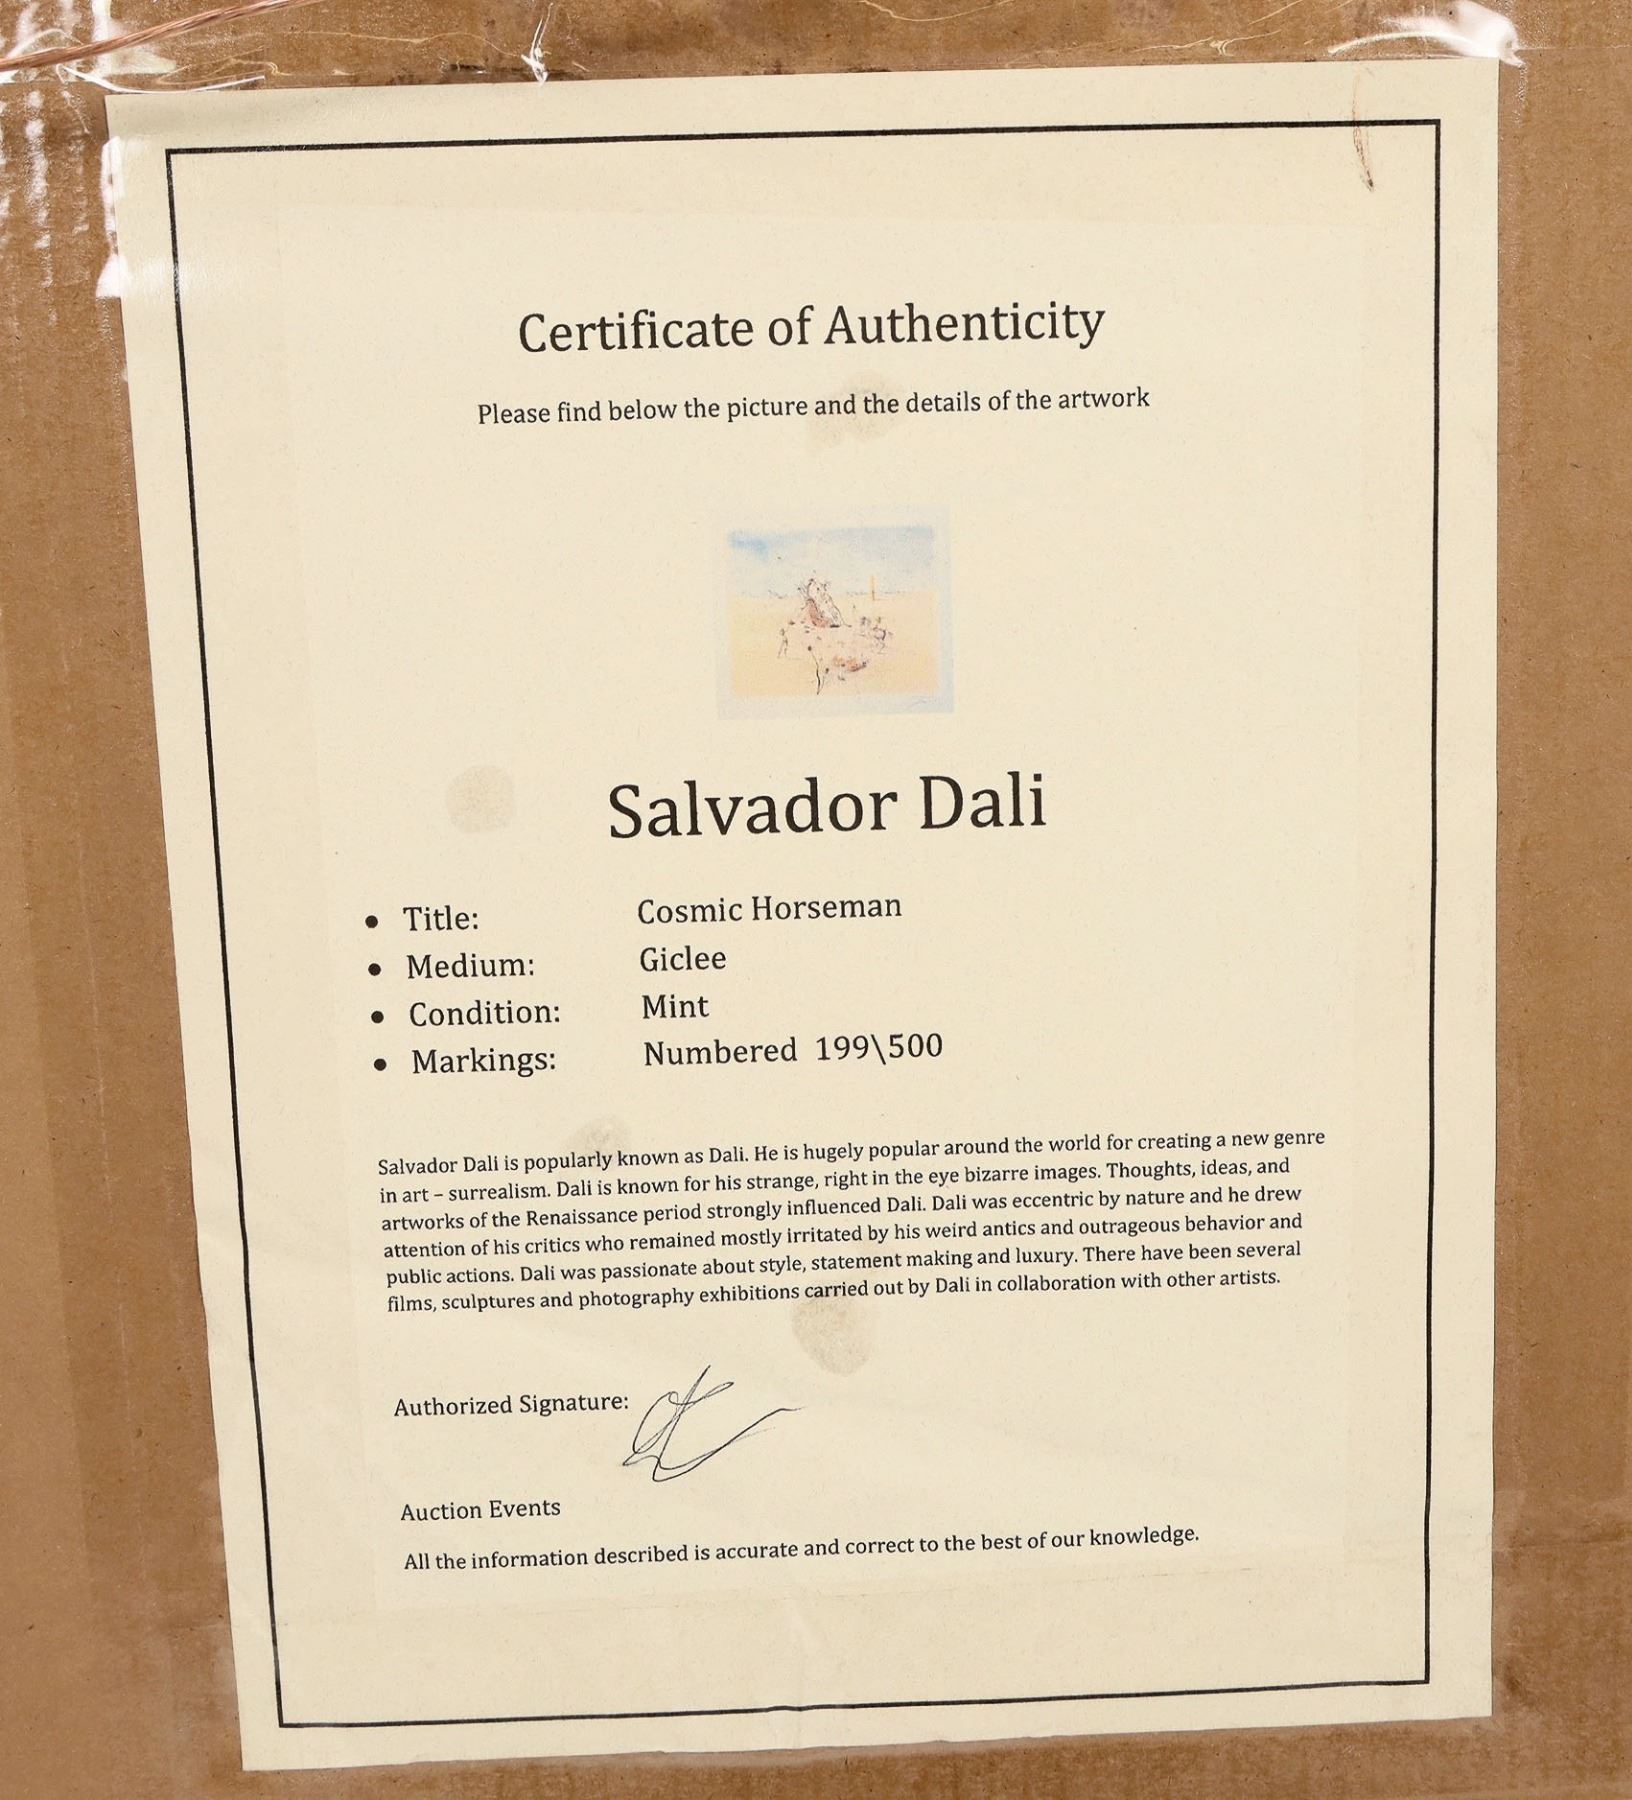 Certificate of Authenticity
Please find below the picture and the details of the artwork
Salvador Dali
• Title: Cosmic Horseman
• Medium: Giclee
• Condition: Mint
• Markings: Numbered 199\500
Salvador Dali is popularly known as Dali. He is hugely popular around the world for creating a new genre
in art – surrealism. Dali is known for his strange, right in the eye bizarre images. Thoughts, ideas, and
artworks of the Renaissance period strongly influenced Dali. Dali was eccentric by nature and he drew
attention of his critics who remained mostly irritated by his weird antics and outrageous behavior and
public actions. Dali was passionate about style, statement making and luxury. There have been several
films, sculptures and photography exhibitions carried out by Dali in collaboration with other artists.
Authorized Signature:
Auction Events
All the information described is accurate and correct to the best of our knowledge.